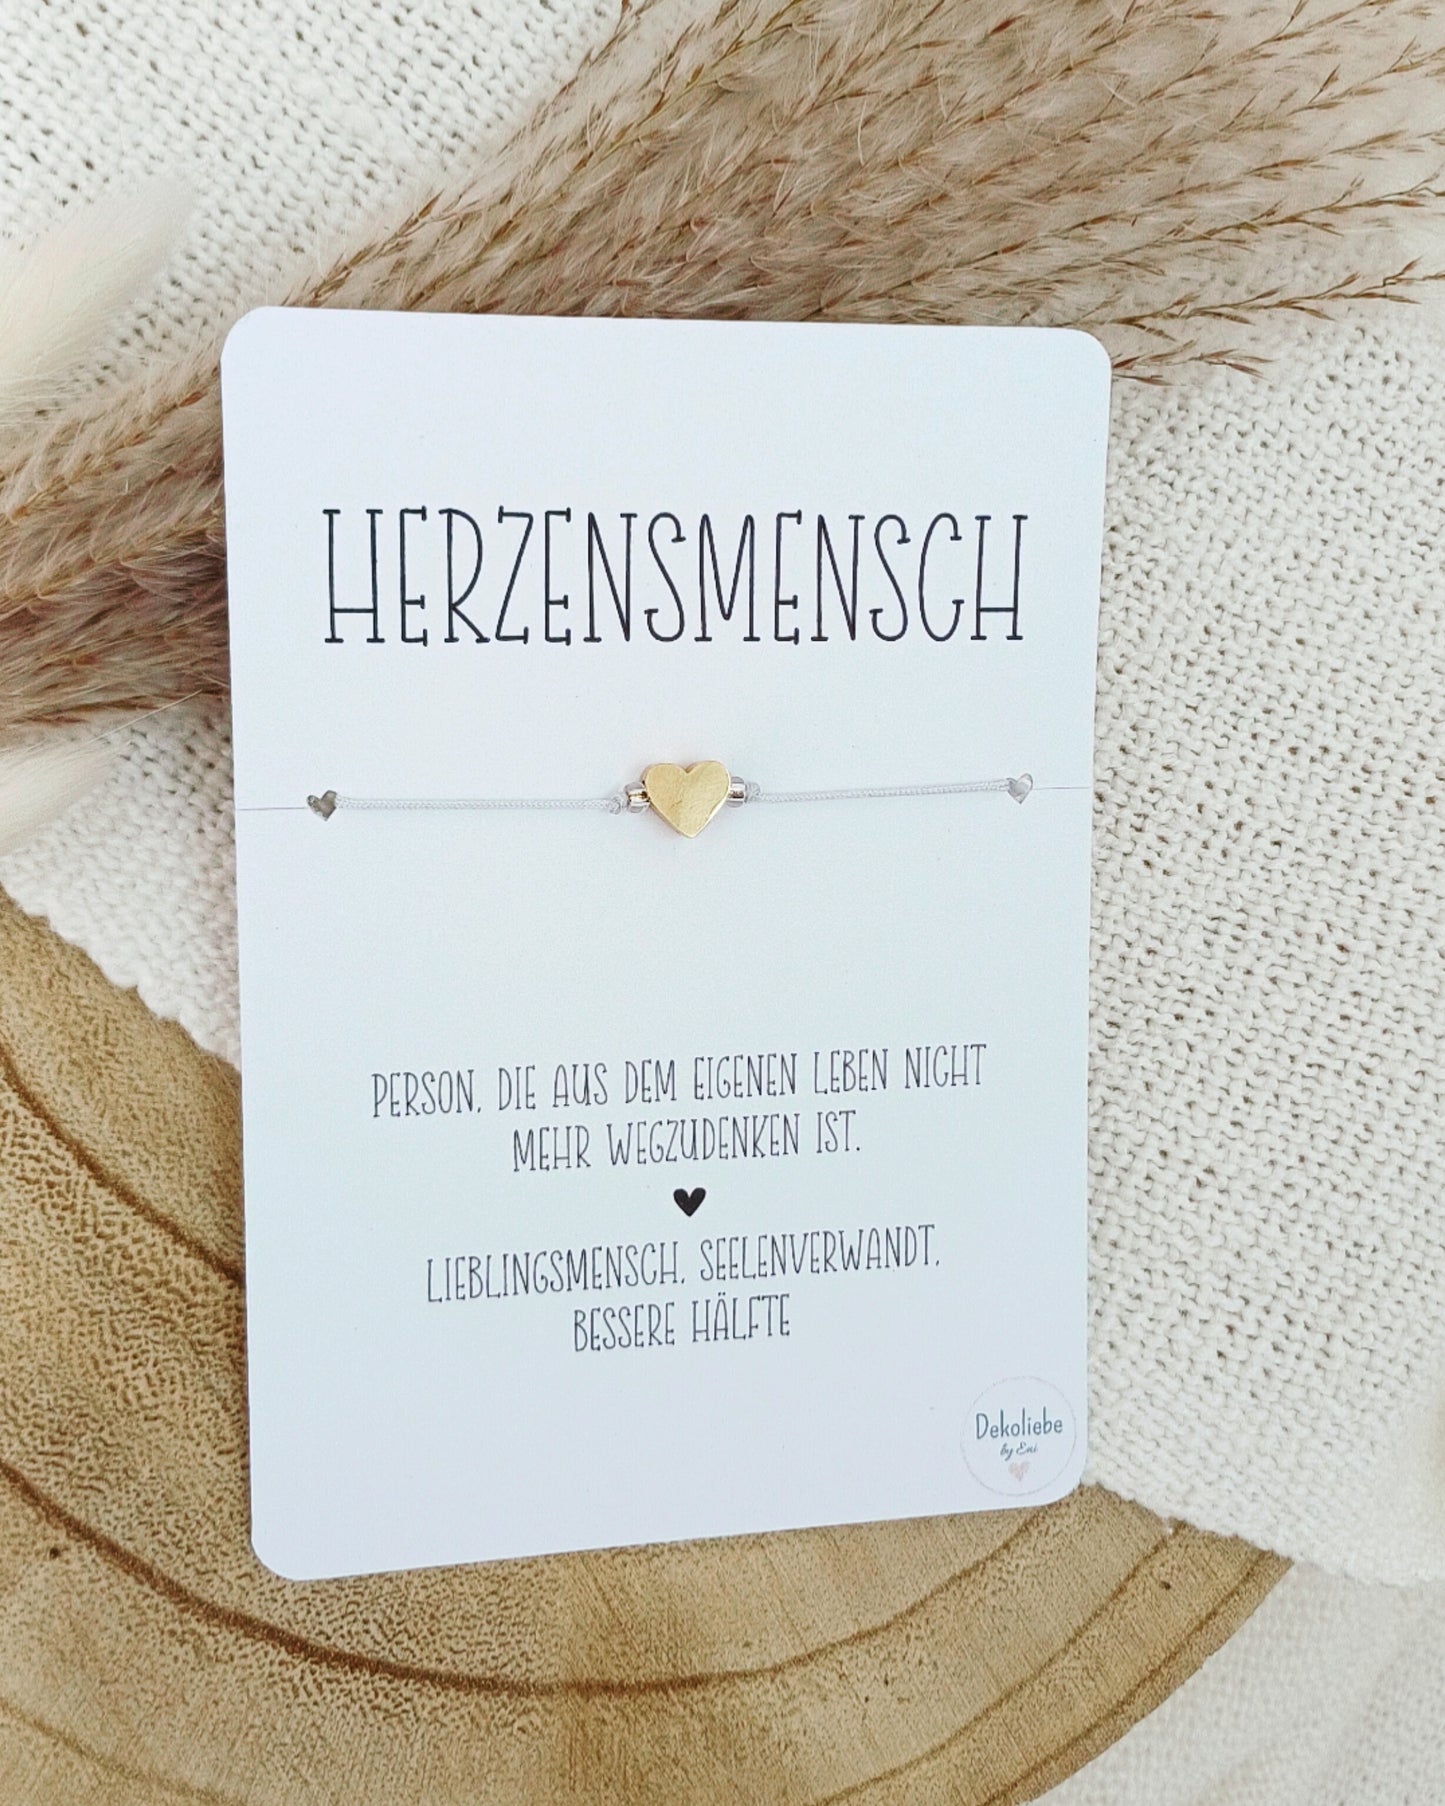 HERZENSMENSCH
PERSON, DIE AUS DEM EIGENEN LEBEN NICHT
MEHR WEGZUDENKEN IST.
LIEBLINGSMENSCH, SEELENVERWANDT,
BESSERE HÄLFTE
Dekoliebe
by Eni